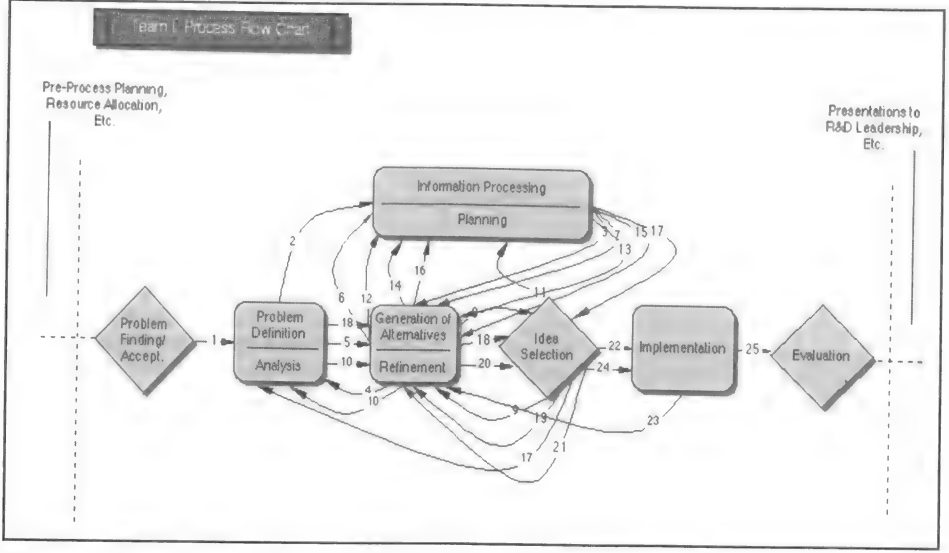 Process Flow Chart
Pre-Process Planning,
Resource Allocation,
Etc.
Presentations to
R&D Leadership,
Etc.
Information Processing
Planning
2
3
7
15
17
13
6
12
14
16
11
Problem
Finding/
Accept.
1
Problem
Definition
Analysis
18
5
10
Generation of
Alternatives
Refinement
18
20
Idea
Selection
22
24
Implementation
25
Evaluation
4
10
9
19
23
17
21